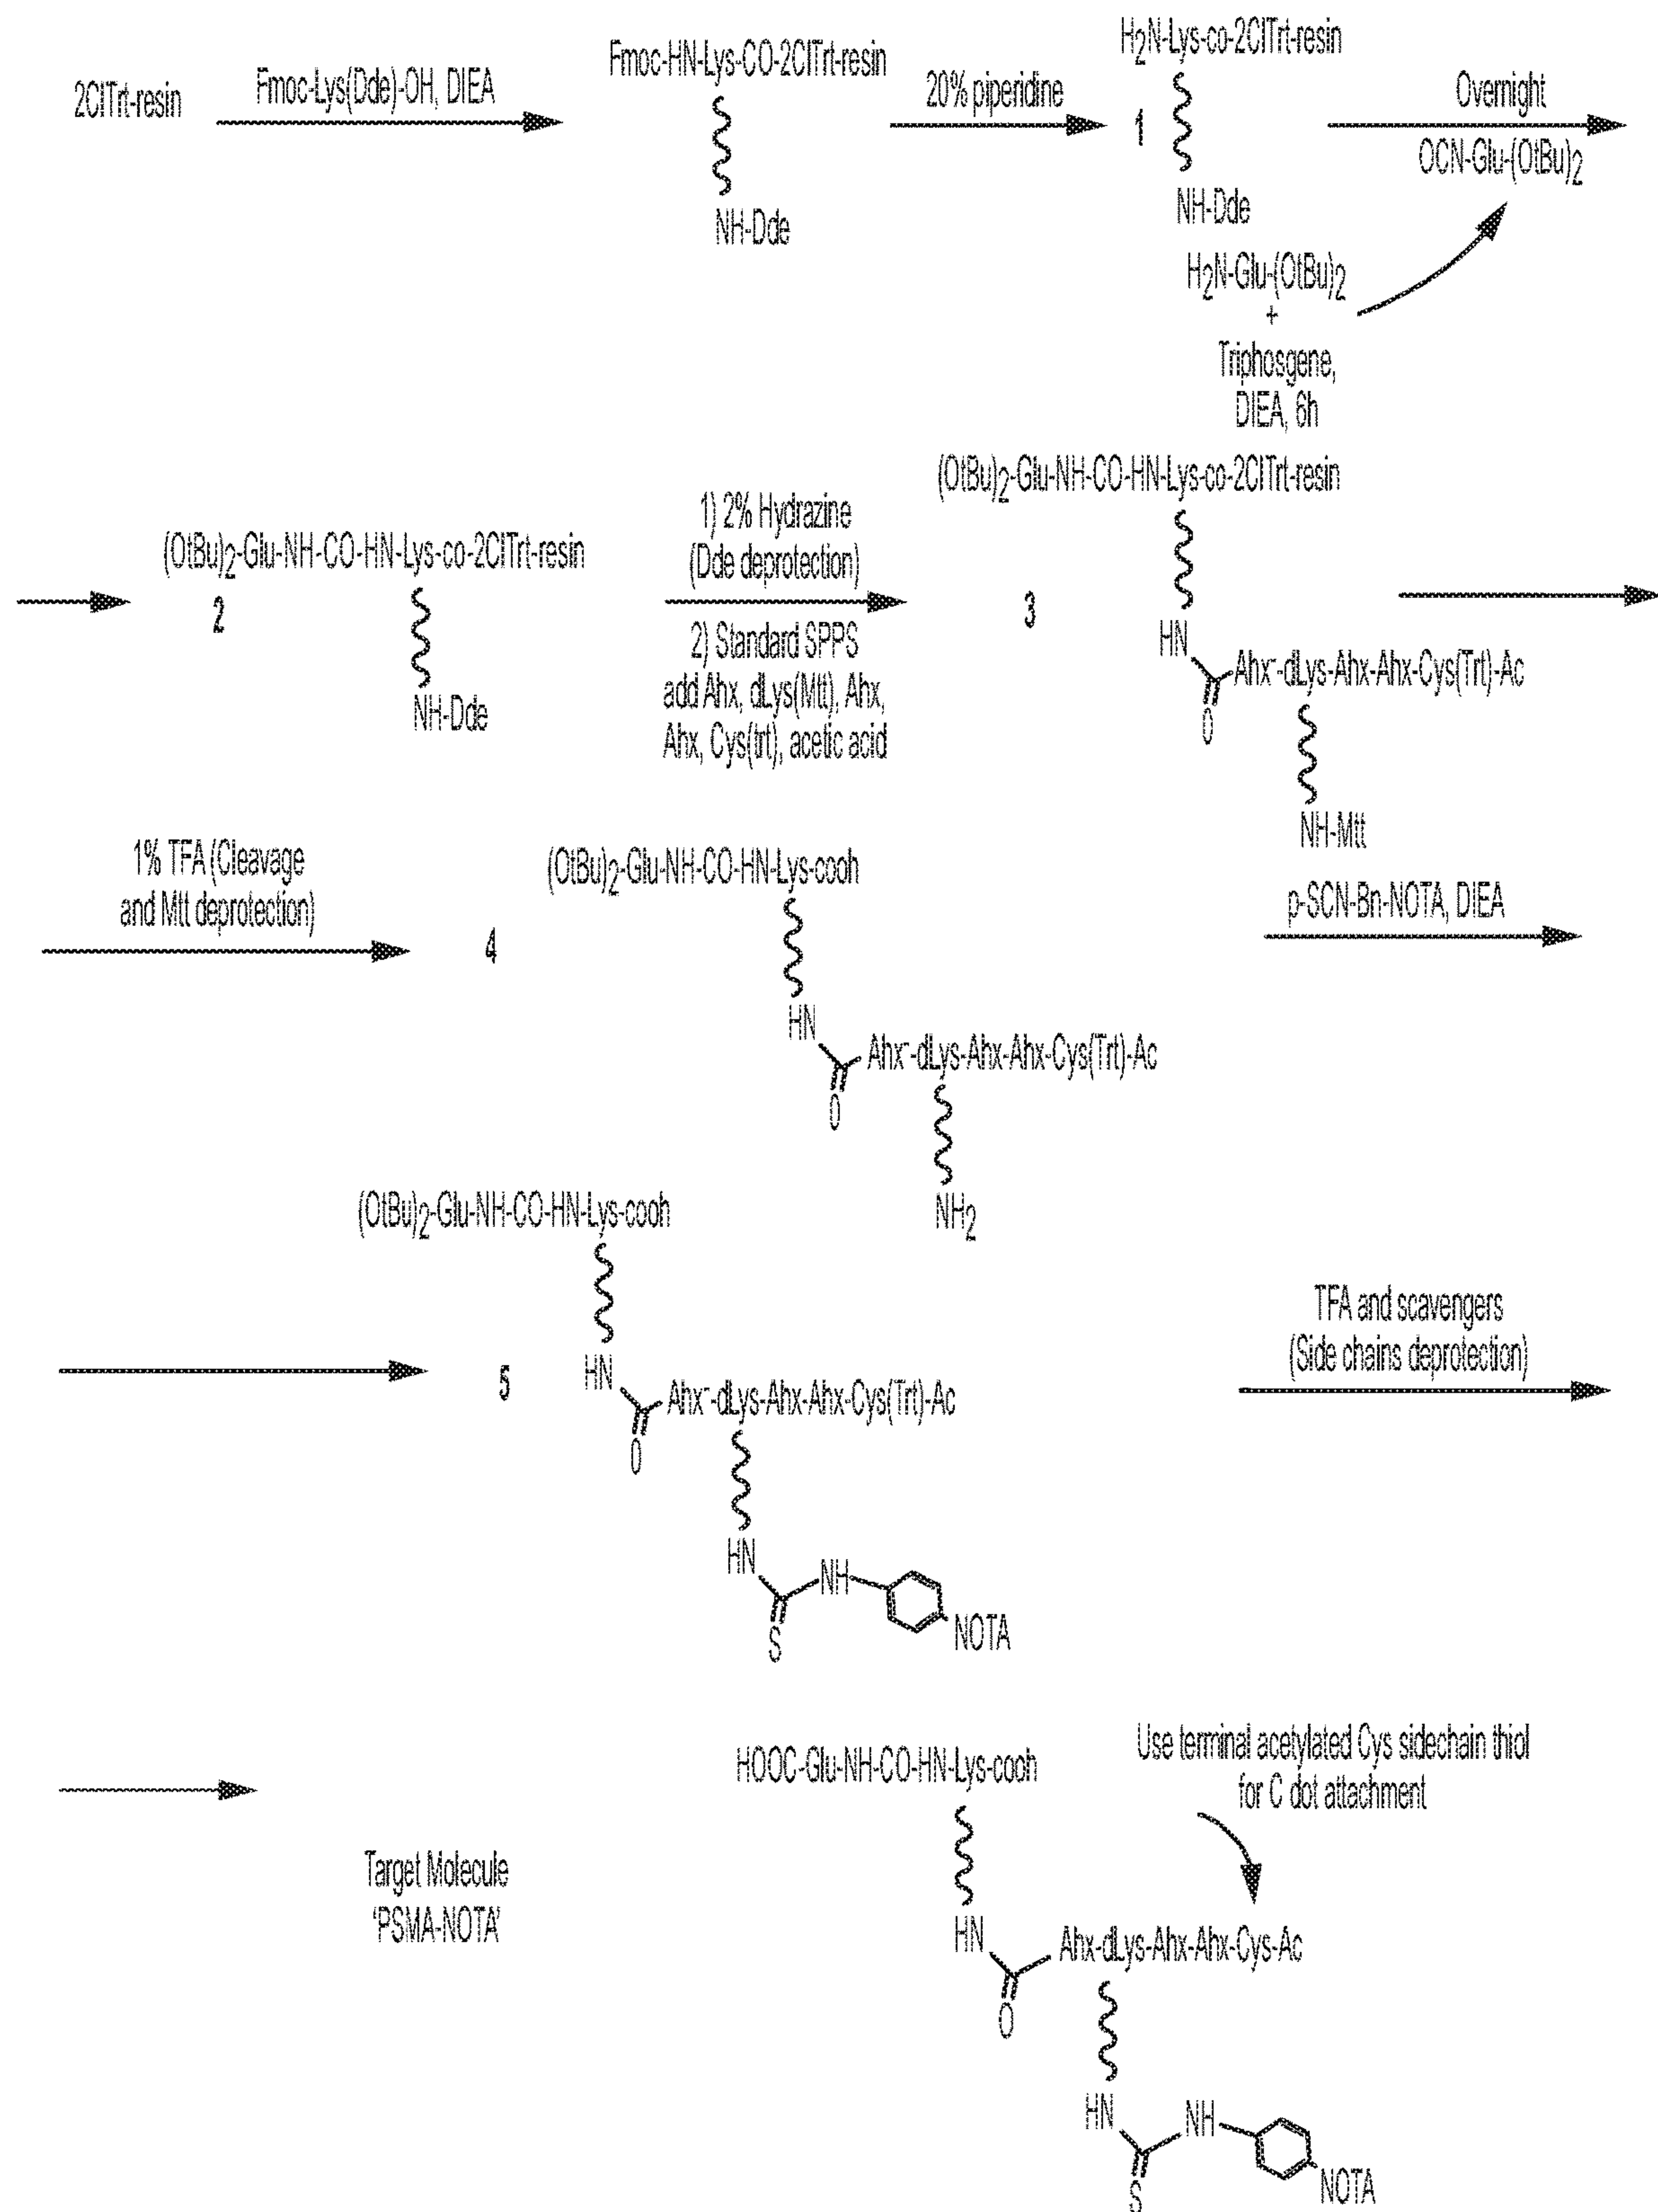 2ClTrt-resin
Fmoc-Lys(Dde)-OH, DIEA
Fmoc-HN-Lys-CO-2ClTrt-resin
NH-Dde
20% piperidine
1
H2N-Lys-co-2ClTrt-resin
NH-Dde
Overnight
OCN-Glu-(OtBu)2
H2N-Glu-(OtBu)2
+
Triphosgene,
DIEA, 6h
(OtBu)2-Glu-NH-CO-HN-Lys-co-2ClTrt-resin
2
NH-Dde
1) 2% Hydrazine
(Dde deprotection)
2) Standard SPPS
add Ahx, dLys(Mtt), Ahx,
Ahx, Cys(trt), acetic acid
(OtBu)2-Glu-NH-CO-HN-Lys-co-2ClTrt-resin
3
HN
Ahx--dLys-Ahx-Ahx-Cys(Trt)-Ac
O
NH-Mtt
1% TFA (Cleavage
and Mtt deprotection)
4
(OtBu)2-Glu-NH-CO-HN-Lys-cooh
HN
Ahx--dLys-Ahx-Ahx-Cys(Trt)-Ac
O
NH2
p-SCN-Bn-NOTA, DIEA
(OtBu)2-Glu-NH-CO-HN-Lys-cooh
5
HN
Ahx--dLys-Ahx-Ahx-Cys(Trt)-Ac
O
HN
NH
S
NOTA
TFA and scavengers
(Side chains deprotection)
Target Molecule
'PSMA-NOTA'
HOOC-Glu-NH-CO-HN-Lys-cooh
Use terminal acetylated Cys sidechain thiol
for C dot attachment
HN
Ahx-dLys-Ahx-Ahx-Cys-Ac
O
HN
NH
S
NOTA